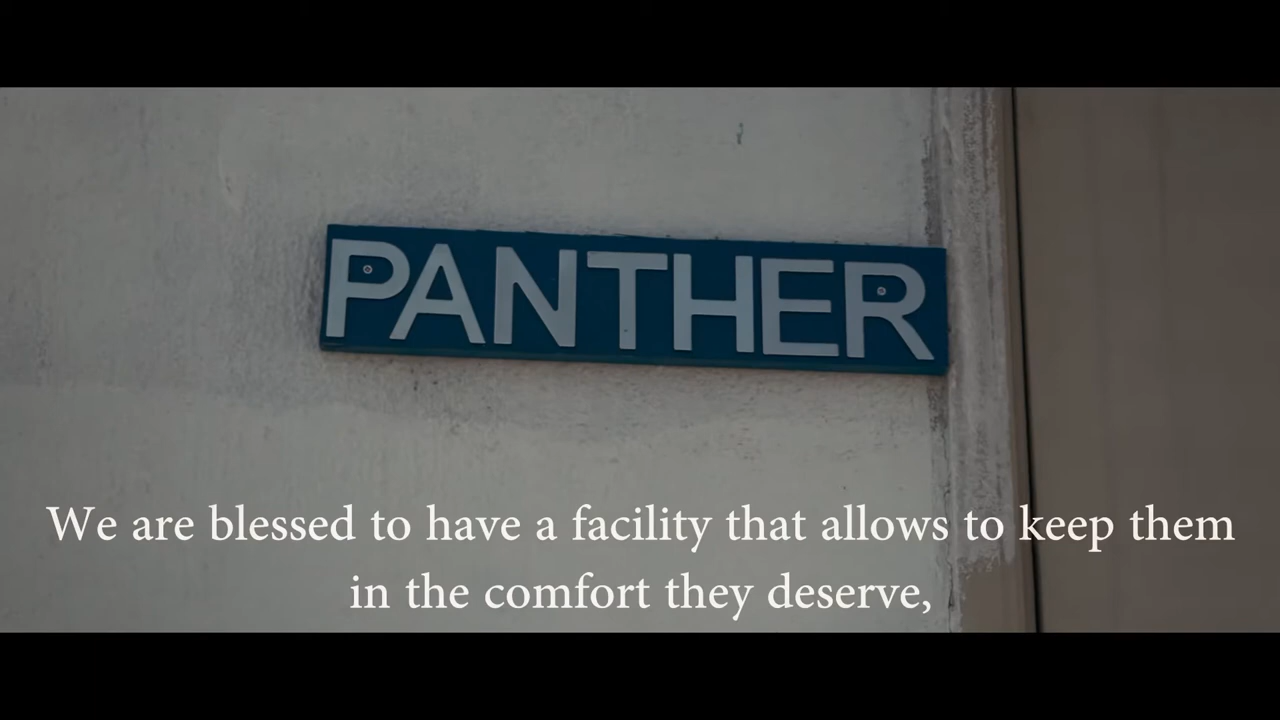 PANTHER
We are blessed to have a facility that allows to keep them
in the comfort they deserve,